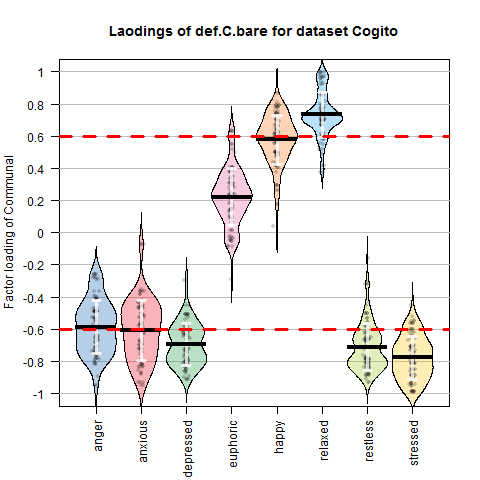 Laodings of def.C.bare for dataset Cogito
Factor loading of Communal
1
0.8
0.6
0.4
0.2
0
-0.2
-0.4
-0.6
-0.8
-1
anger
anxious
depressed
euphoric
happy
relaxed
restless
stressed